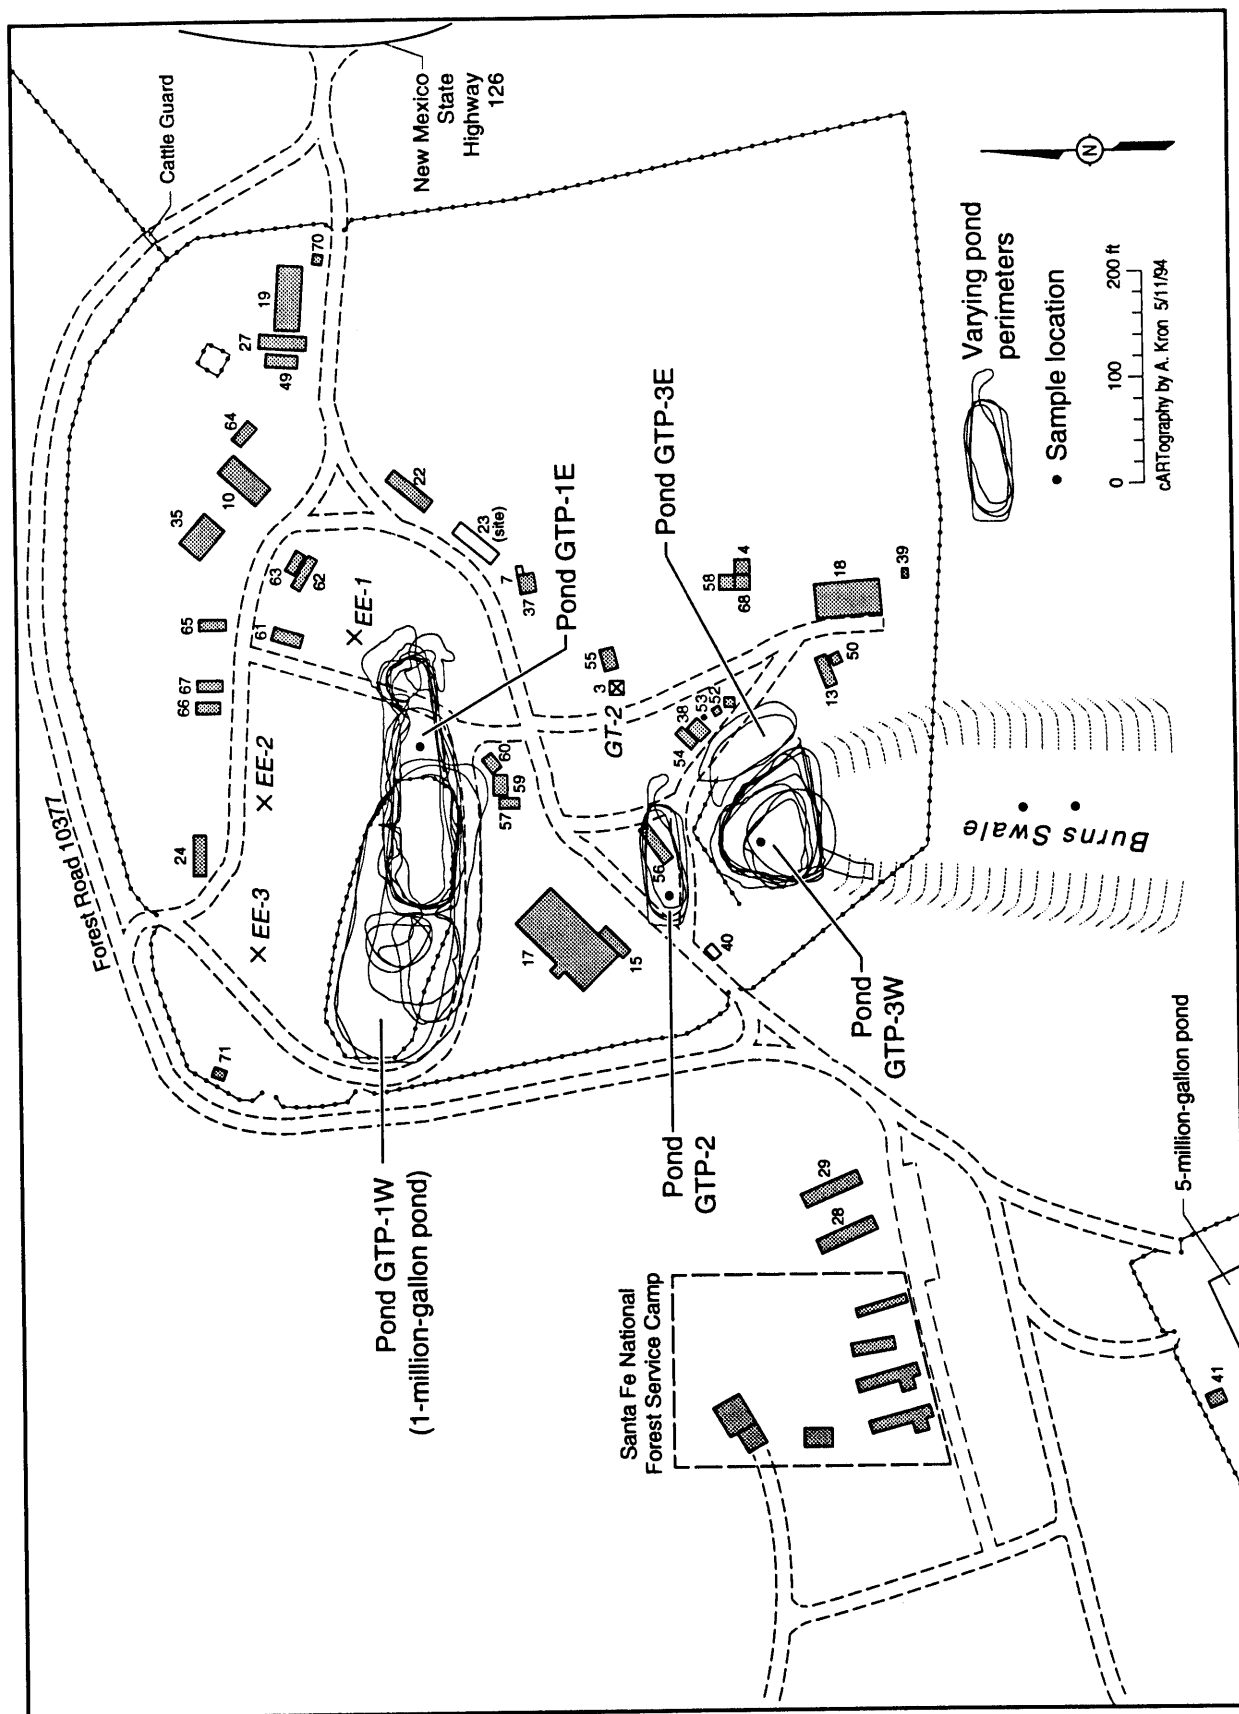 New Mexico
State
Highway
126
Cattle Guard
Forest Road 10377
70
19
27
49
64
10
35
22
23
(site)
63
62
EE-1
61
65
67
66
EE-2
24
EE-3
71
7
37
Pond GTP-1E
Pond GTP-3E
58
4
68
18
39
55
3
GT-2
50
13
52
53
38
54
60
59
57
56
17
15
40
Burns Swale
Pond GTP-1W
(1-million-gallon pond)
Pond
GTP-2
Pond
GTP-3W
29
28
Santa Fe National
Forest Service Camp
5-million-gallon pond
41
N
Varying pond
perimeters
Sample location
0 100 200 ft
cARTography by A. Kron 5/11/94